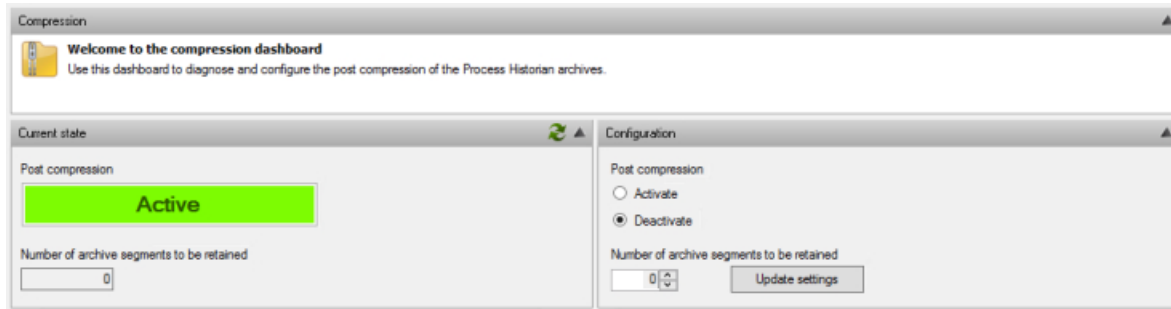 Compression
Welcome to the compression dashboard
Use this dashboard to diagnose and configure the post compression of the Process Historian archives.
Current state
Post compression
Active
Number of archive segments to be retained
0
Configuration
Post compression
Activate
Deactivate
Number of archive segments to be retained
0 Update settings